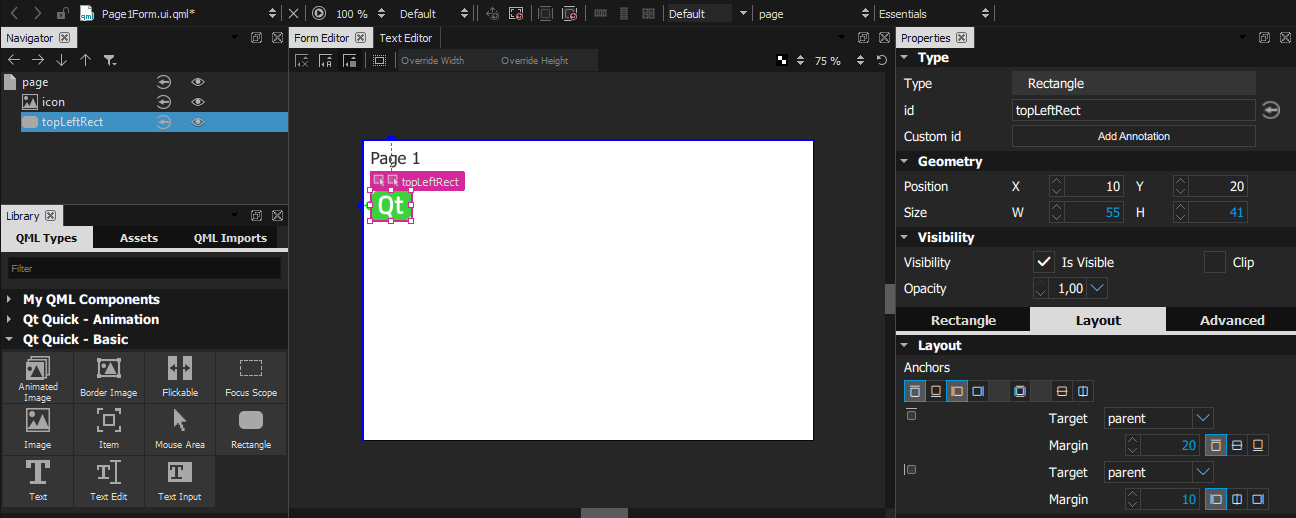 Page1Form.ui.qml*
100 %
Default
Default
page
Essentials
Navigator
page
icon
topLeftRect
Library
QML Types
Assets
QML Imports
Filter
My QML Components
Qt Quick - Animation
Qt Quick - Basic
Animated Image
Border Image
Flickable
Focus Scope
Image
Item
Mouse Area
Rectangle
Text
Text Edit
Text Input
Form Editor
Text Editor
Override Width
Override Height
75 %
Page 1
topLeftRect
Qt
Properties
Type
Type
Rectangle
id
topLeftRect
Custom id
Add Annotation
Geometry
Position
X
10
Y
20
Size
W
55
H
41
Visibility
Visibility
Is Visible
Clip
Opacity
1,00
Rectangle
Layout
Advanced
Layout
Anchors
Target
parent
Margin
20
Target
parent
Margin
10